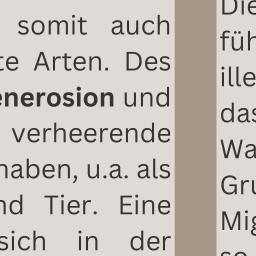 somit auch
te Arten. Des
enerosion und
verheerende
haben, u.a. als
nd Tier. Eine
sich in der
Die
füh
ille
das
Wa
Gru
Mig
so